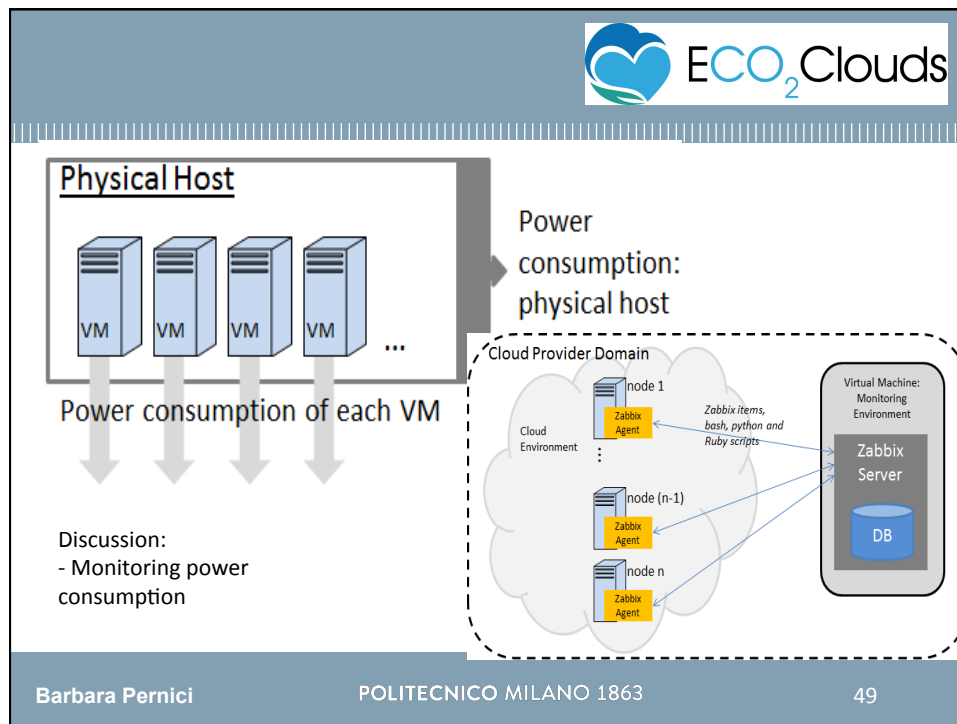 ECO2Clouds
Physical Host
VM VM VM VM ...
Power
consumption:
physical host
Power consumption of each VM
Discussion:
- Monitoring power
consumption
Cloud Provider Domain
node 1
Zabbix
Agent
Cloud
Environment
⋮
node (n-1)
Zabbix
Agent
node n
Zabbix
Agent
Zabbix items,
bash, python and
Ruby scripts
Virtual Machine:
Monitoring
Environment
Zabbix
Server
DB
Barbara Pernici
POLITECNICO MILANO 1863
49